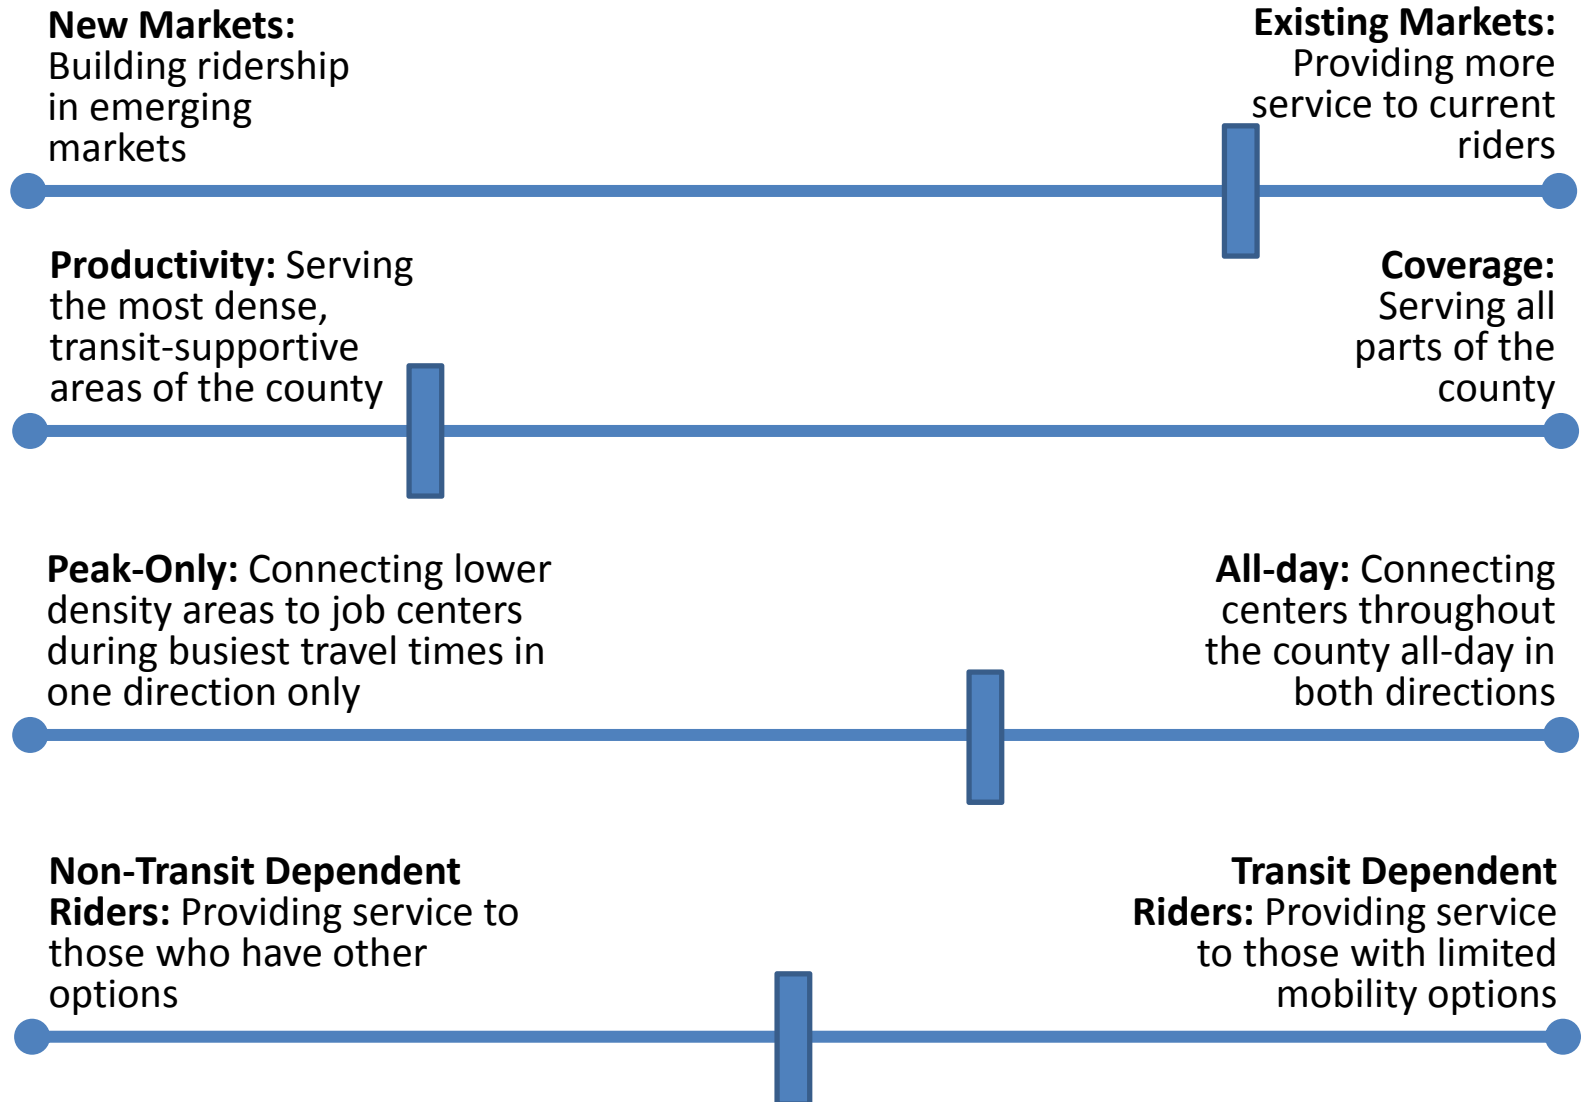 New Markets:
Building ridership
in emerging
markets
Existing Markets:
Providing more
service to current
riders
Productivity: Serving
the most dense,
transit-supportive
areas of the county
Coverage:
Serving all
parts of the
county
Peak-Only: Connecting lower
density areas to job centers
during busiest travel times in
one direction only
All-day: Connecting
centers throughout
the county all-day in
both directions
Non-Transit Dependent
Riders: Providing service to
those who have other
options
Transit Dependent
Riders: Providing service
to those with limited
mobility options